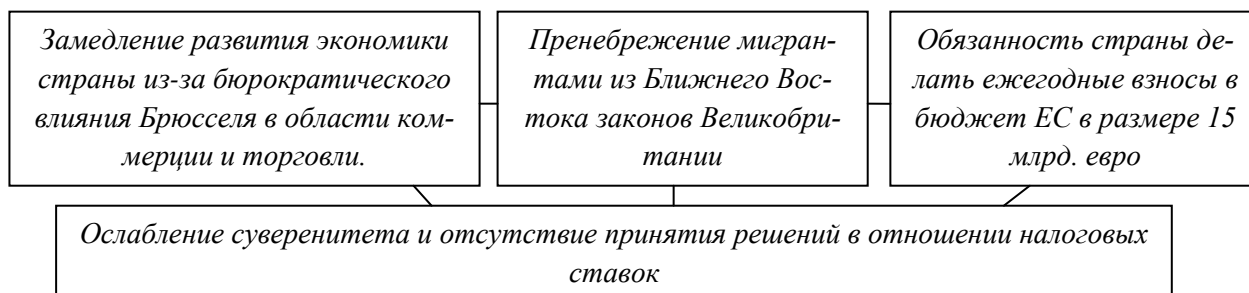 Замедление развития экономики
страны из-за бюрократического
влияния Брюсселя в области ком-
мерции и торговли.
Пренебрежение мигран-
тами из Ближнего Вос-
тока законов Великобри-
тании
Обязанность страны де-
лать ежегодные взносы в
бюджет ЕС в размере 15
млрд. евро
Ослабление суверенитета и отсутствие принятия решений в отношении налоговых
ставок